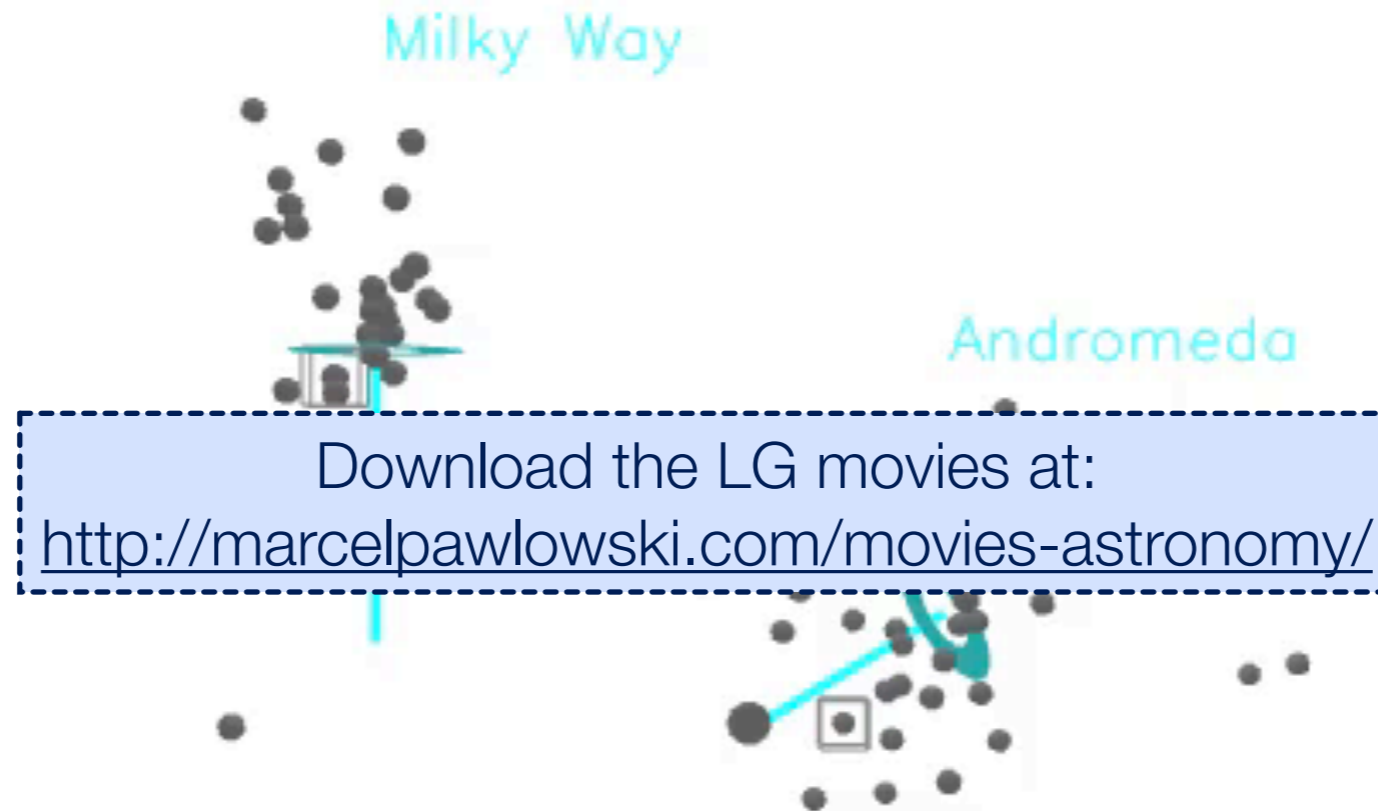 Milky Way
Andromeda
Download the LG movies at:
http://marcelpawlowski.com/movies-astronomy/